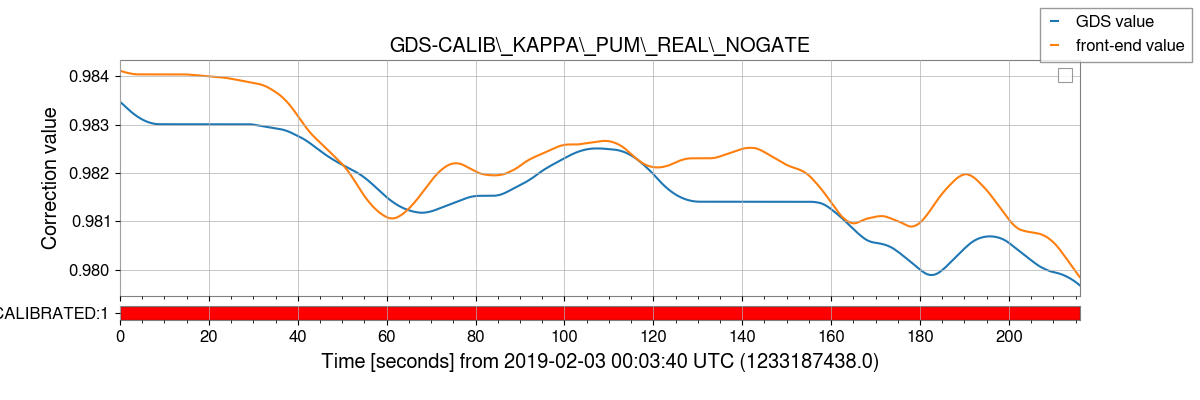 GDS value
front-end value
GDS-CALIB\_KAPPA\_PUM\_REAL\_NOGATE
Correction value
0.984
0.983
0.982
0.981
0.980
CALIBRATED:1
0 20 40 60 80 100 120 140 160 180 200
Time [seconds] from 2019-02-03 00:03:40 UTC (1233187438.0)